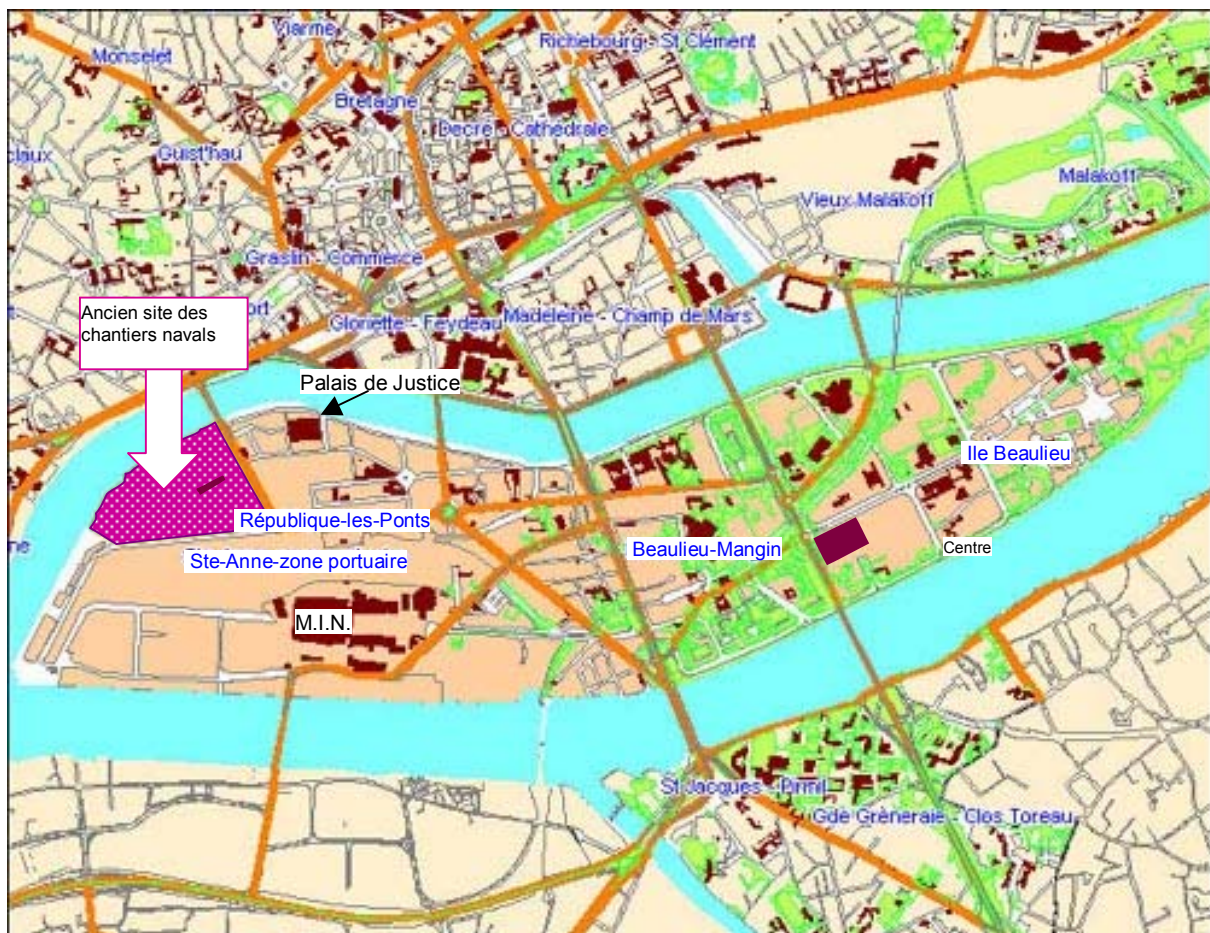 Viarme
Monselet
Richebourg - St Clément
Bretagne
Decré - Cathédrale
Guist'hau
Malakoff
Vieux Malakoff
Graslin - Commerce
Ancien site des
chantiers navals
Gloriette - Feydeau
Madeleine - Champ de Mars
Palais de Justice
Ile Beaulieu
République-les-Ponts
Beaulieu-Mangin
Centre
Ste-Anne-zone portuaire
M.I.N.
St Jacques - Pirmil
Gde Grèneraie - Clos Toreau